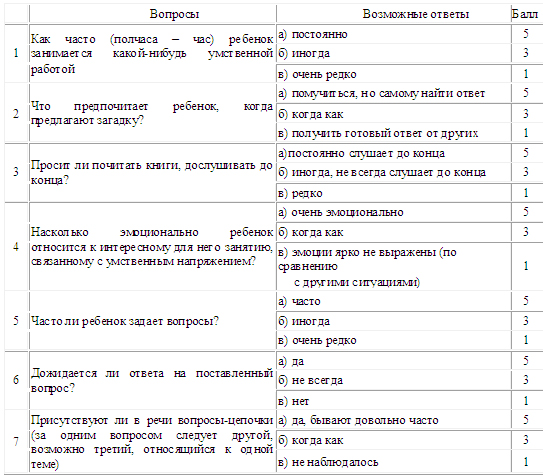 Вопросы Возможные ответы Балл
1 Как часто (полчаса – час) ребенок занимается какой-нибудь умственной работой
а) постоянно 5
б) иногда 3
в) очень редко 1
2 Что предпочитает ребенок, когда предлагают загадку?
а) помучиться, но самому найти ответ 5
б) когда как 3
в) получить готовый ответ от других 1
3 Просит ли почитать книги, дослушивать до конца?
а)постоянно слушает до конца 5
б) иногда, не всегда слушает до конца 3
в) редко 1
4 Насколько эмоционально ребенок относится к интересному для него занятию, связанному с умственным напряжением?
а) очень эмоционально 5
б) когда как 3
в) эмоции ярко не выражены (по сравнению с другими ситуациями) 1
5 Часто ли ребенок задает вопросы?
а) часто 5
б) иногда 3
в) очень редко 1
6 Дожидается ли ответа на поставленный вопрос?
а) да 5
б) не всегда 3
в) нет 1
7 Присутствуют ли в речи вопросы-цепочки (за одним вопросом следует другой, возможно третий, относящийся к одной теме)
а) да, бывают довольно часто 5
б) когда как 3
в) не наблюдалось 1